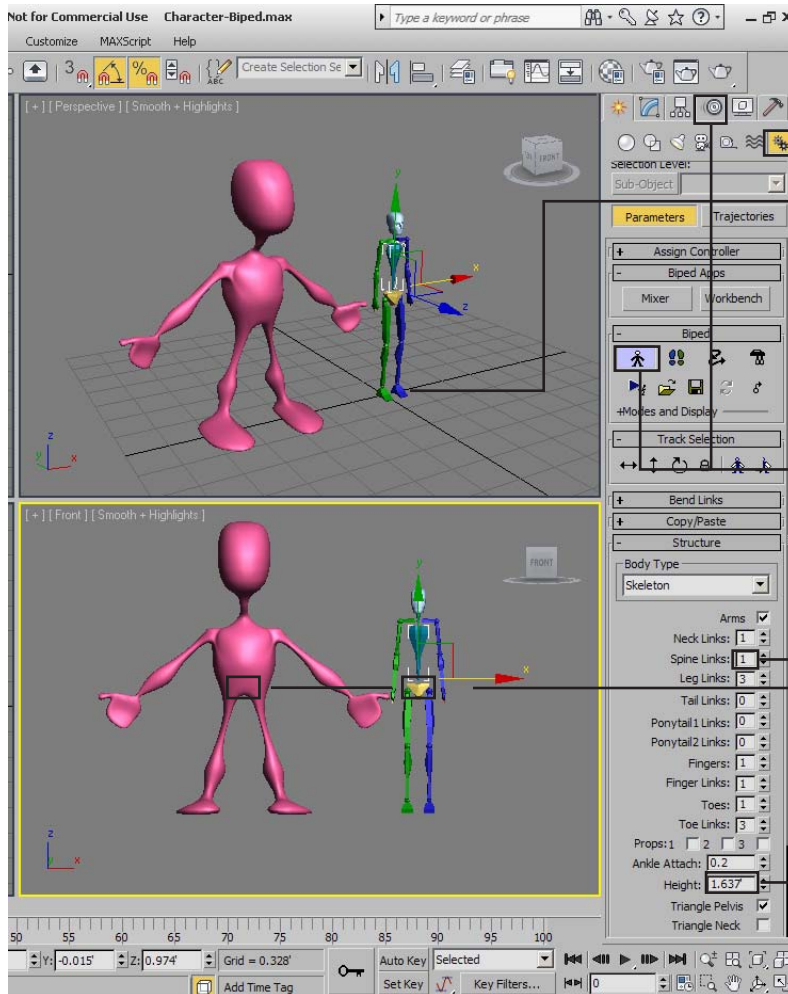 Not for Commercial Use    Character-Biped.max
Type a keyword or phrase
Customize    MAXScript    Help
3    %    ABC    Create Selection Se
[ + ] [ Perspective ] [ Smooth + Highlights ]
FRONT
y
x
z
z
y    x
Selection Level:
Sub-Object
Parameters    Trajectories
+ Assign Controller
- Biped Apps
Mixer    Workbench
- Biped
+Modes and Display
- Track Selection
+ Bend Links
+ Copy/Paste
- Structure
Body Type
Skeleton
Arms
Neck Links: 1
Spine Links: 1
Leg Links: 3
Tail Links: 0
Ponytail1 Links: 0
Ponytail2 Links: 0
Fingers: 1
Finger Links: 1
Toes: 1
Toe Links: 3
Props: 1    2    3
Ankle Attach: 0.2
Height: 1.637'
Triangle Pelvis
Triangle Neck
[ + ] [ Front ] [ Smooth + Highlights ]
FRONT
y
x
z
y    x
50    55    60    65    70    75    80    85    90    95    100
Y: -0.015'    Z: 0.974'    Grid = 0.328'    Auto Key    Selected
Add Time Tag    Set Key    Key Filters...    0